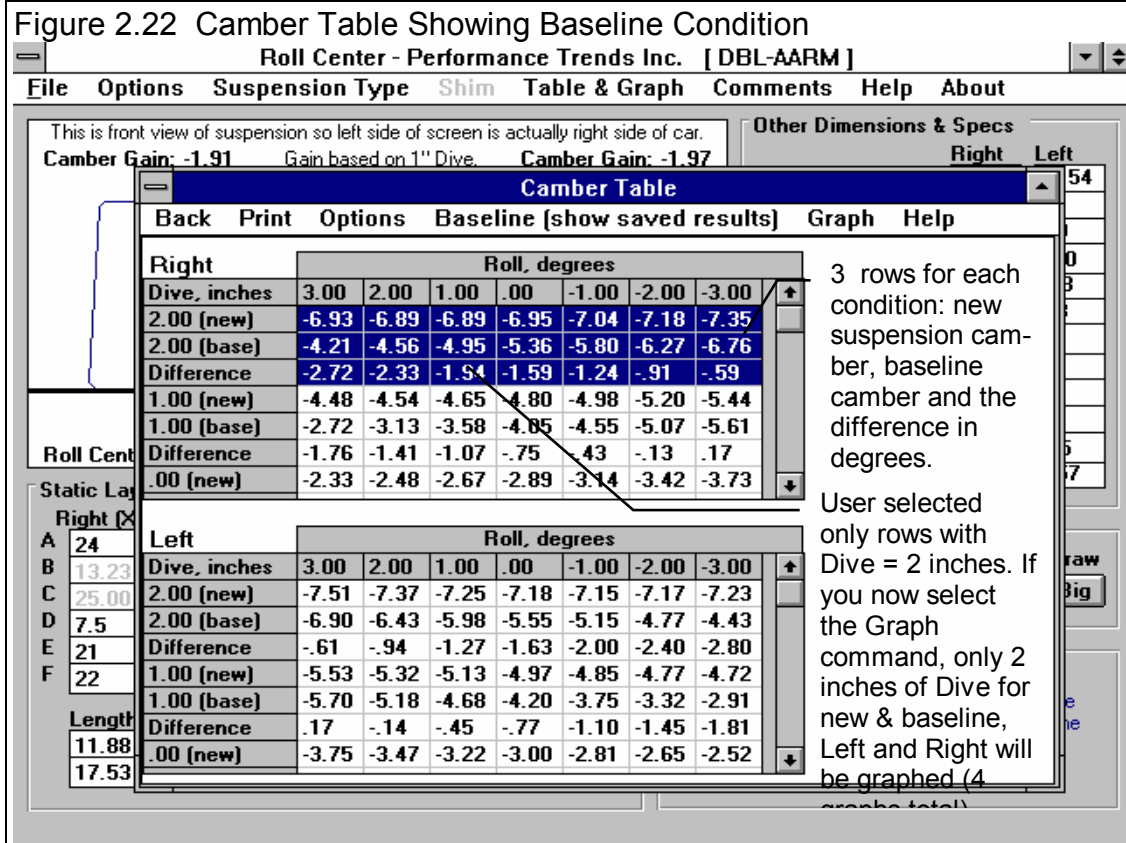 Figure 2.22  Camber Table Showing Baseline Condition
Roll Center - Performance Trends Inc.   [ DBL-AARM ]
File   Options   Suspension Type   Shim   Table & Graph   Comments   Help   About
This is front view of suspension so left side of screen is actually right side of car.
Camber Gain: -1.91   Gain based on 1" Dive.   Camber Gain: -1.97
Other Dimensions & Specs
Right   Left
54
Camber Table
Back   Print   Options   Baseline (show saved results)   Graph   Help
Right   Roll, degrees
Dive, inches   3.00   2.00   1.00   .00   -1.00   -2.00   -3.00
2.00 (new)   -6.93   -6.89   -6.89   -6.95   -7.04   -7.18   -7.35
2.00 (base)   -4.21   -4.56   -4.95   -5.36   -5.80   -6.27   -6.76
Difference   -2.72   -2.33   -1.94   -1.59   -1.24   -.91   -.59
1.00 (new)   -4.48   -4.54   -4.65   -4.80   -4.98   -5.20   -5.44
1.00 (base)   -2.72   -3.13   -3.58   -4.05   -4.55   -5.07   -5.61
Difference   -1.76   -1.41   -1.07   -.75   -.43   -.13   .17
.00 (new)   -2.33   -2.48   -2.67   -2.89   -3.14   -3.42   -3.73
3 rows for each
condition: new
suspension cam-
ber, baseline
camber and the
difference in
degrees.
Roll Cent
Static Lay
Right (X
A   24
B   13.23
C   25.00
D   7.5
E   21
F   22
Length
11.88
17.53
Left   Roll, degrees
Dive, inches   3.00   2.00   1.00   .00   -1.00   -2.00   -3.00
2.00 (new)   -7.51   -7.37   -7.25   -7.18   -7.15   -7.17   -7.23
2.00 (base)   -6.90   -6.43   -5.98   -5.55   -5.15   -4.77   -4.43
Difference   -.61   -.94   -1.27   -1.63   -2.00   -2.40   -2.80
1.00 (new)   -5.53   -5.32   -5.13   -4.97   -4.85   -4.77   -4.72
1.00 (base)   -5.70   -5.18   -4.68   -4.20   -3.75   -3.32   -2.91
Difference   .17   -.14   -.45   -.77   -1.10   -1.45   -1.81
.00 (new)   -3.75   -3.47   -3.22   -3.00   -2.81   -2.65   -2.52
User selected
only rows with
Dive = 2 inches. If
you now select
the Graph
command, only 2
inches of Dive for
new & baseline,
Left and Right will
be graphed (4
graphs total)
raw
Big